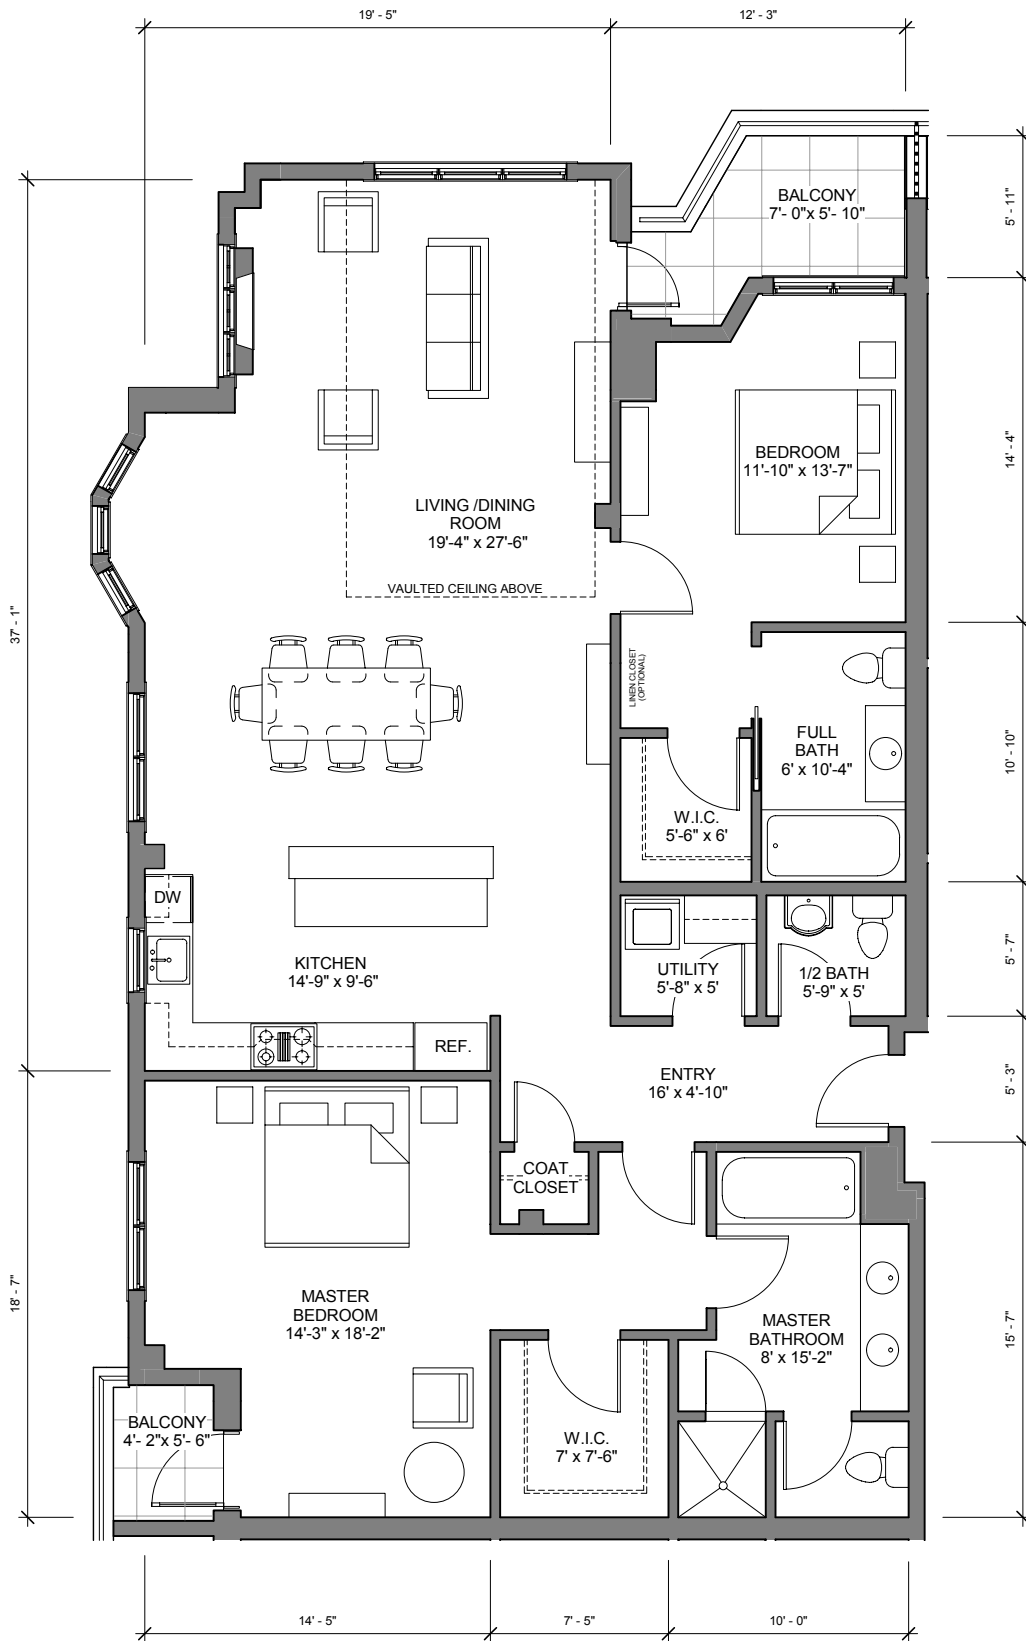 19' - 5"
12' - 3"
BALCONY
7'- 0"x 5'- 10"
5' - 11"
14' - 4"
BEDROOM
11'-10" x 13'-7"
LIVING /DINING
ROOM
19'-4" x 27'-6"
VAULTED CEILING ABOVE
37' - 1"
LINEN CLOSET
(OPTIONAL)
FULL
BATH
6' x 10'-4"
10' - 10"
W.I.C.
5'-6" x 6'
DW
KITCHEN
14'-9" x 9'-6"
UTILITY
5'-8" x 5'
1/2 BATH
5'-9" x 5'
5' - 7"
REF.
ENTRY
16' x 4'-10"
5' - 3"
COAT
CLOSET
MASTER
BEDROOM
14'-3" x 18'-2"
18' - 7"
MASTER
BATHROOM
8' x 15'-2"
15' - 7"
BALCONY
4'- 2"x 5'- 6"
W.I.C.
7' x 7'-6"
14' - 5"
7' - 5"
10' - 0"